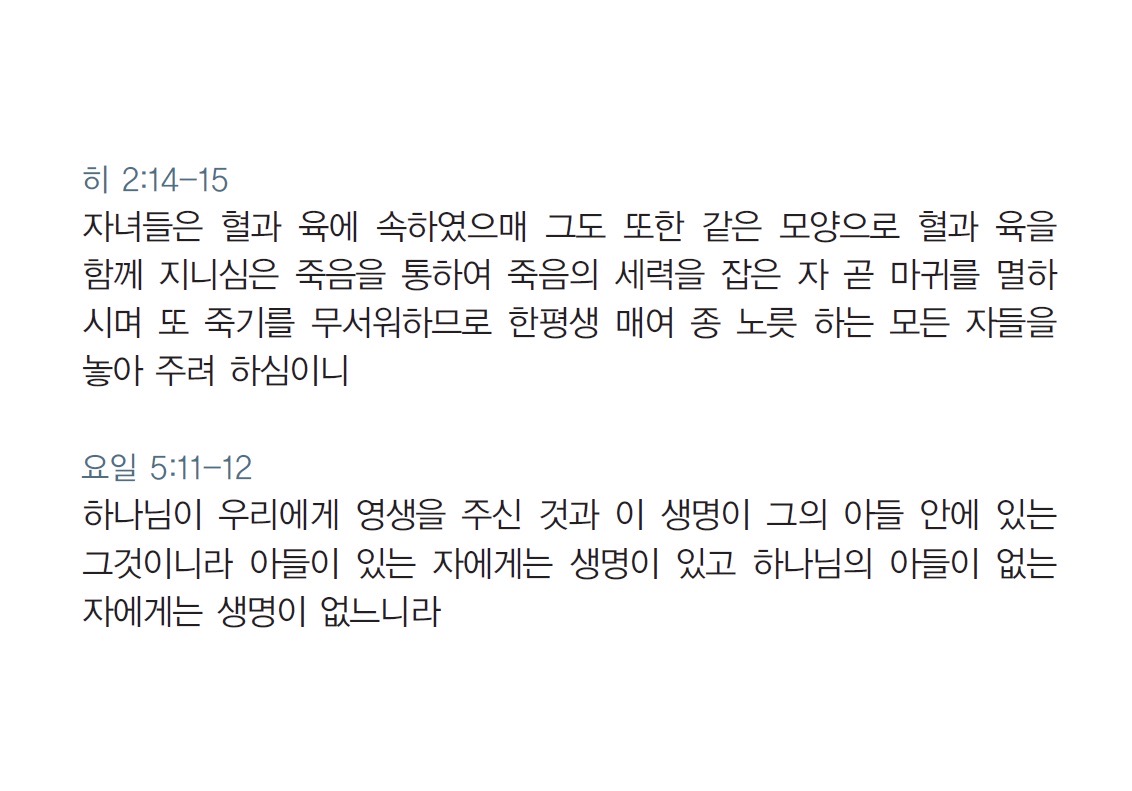 히 2:14-15
자녀들은 혈과 육에 속하였으매 그도 또한 같은 모양으로 혈과 육을
함께 지니심은 죽음을 통하여 죽음의 세력을 잡은 자 곧 마귀를 멸하
시며 또 죽기를 무서워하므로 한평생 매여 종 노릇 하는 모든 자들을
놓아 주려 하심이니
요일 5:11-12
하나님이 우리에게 영생을 주신 것과 이 생명이 그의 아들 안에 있는
그것이니라 아들이 있는 자에게는 생명이 있고 하나님의 아들이 없는
자에게는 생명이 없느니라